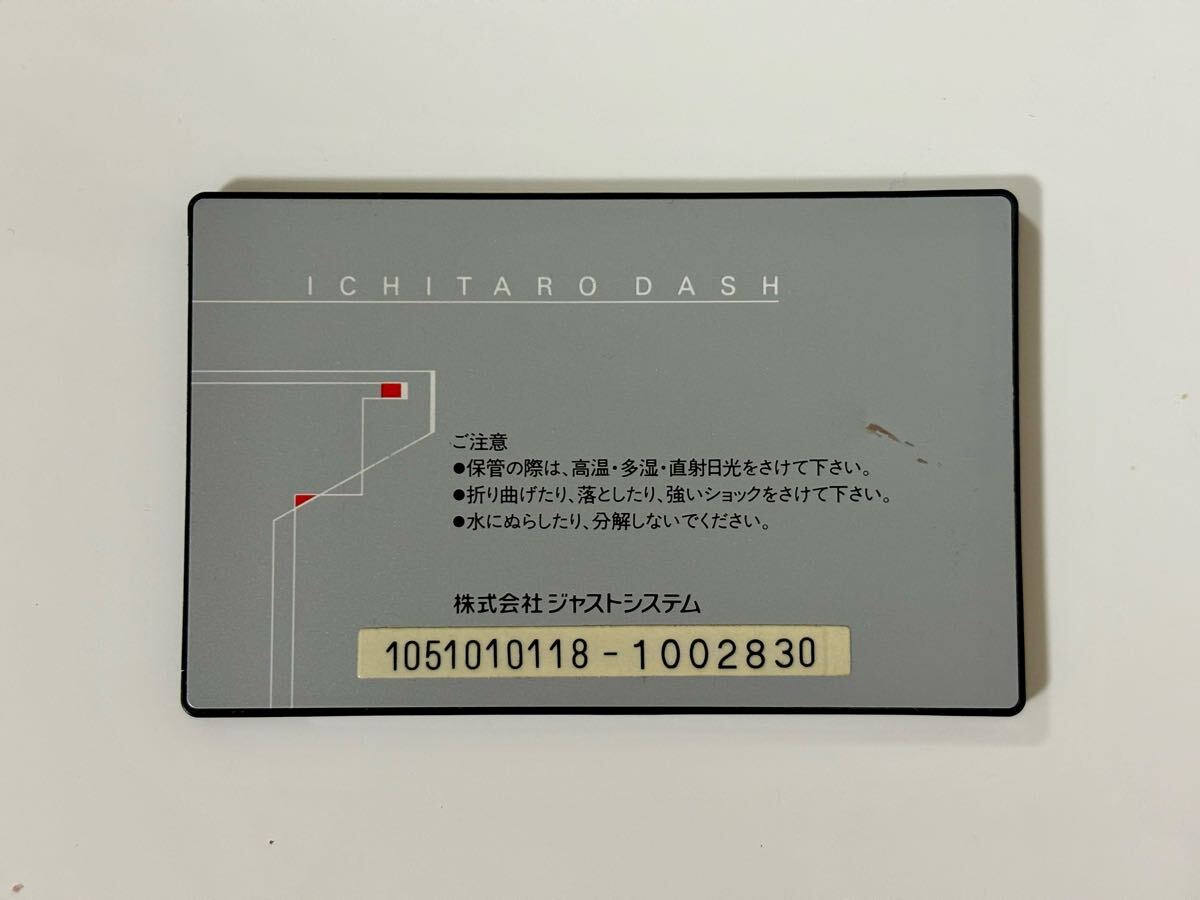 ICHITARO DASH
ご注意
●保管の際は、高温・多湿・直射日光をさけて下さい。
●折り曲げたり、落としたり、強いショックをさけて下さい。
●水にぬらしたり、分解しないでください。
株式会社ジャストシステム
1051010118-1002830